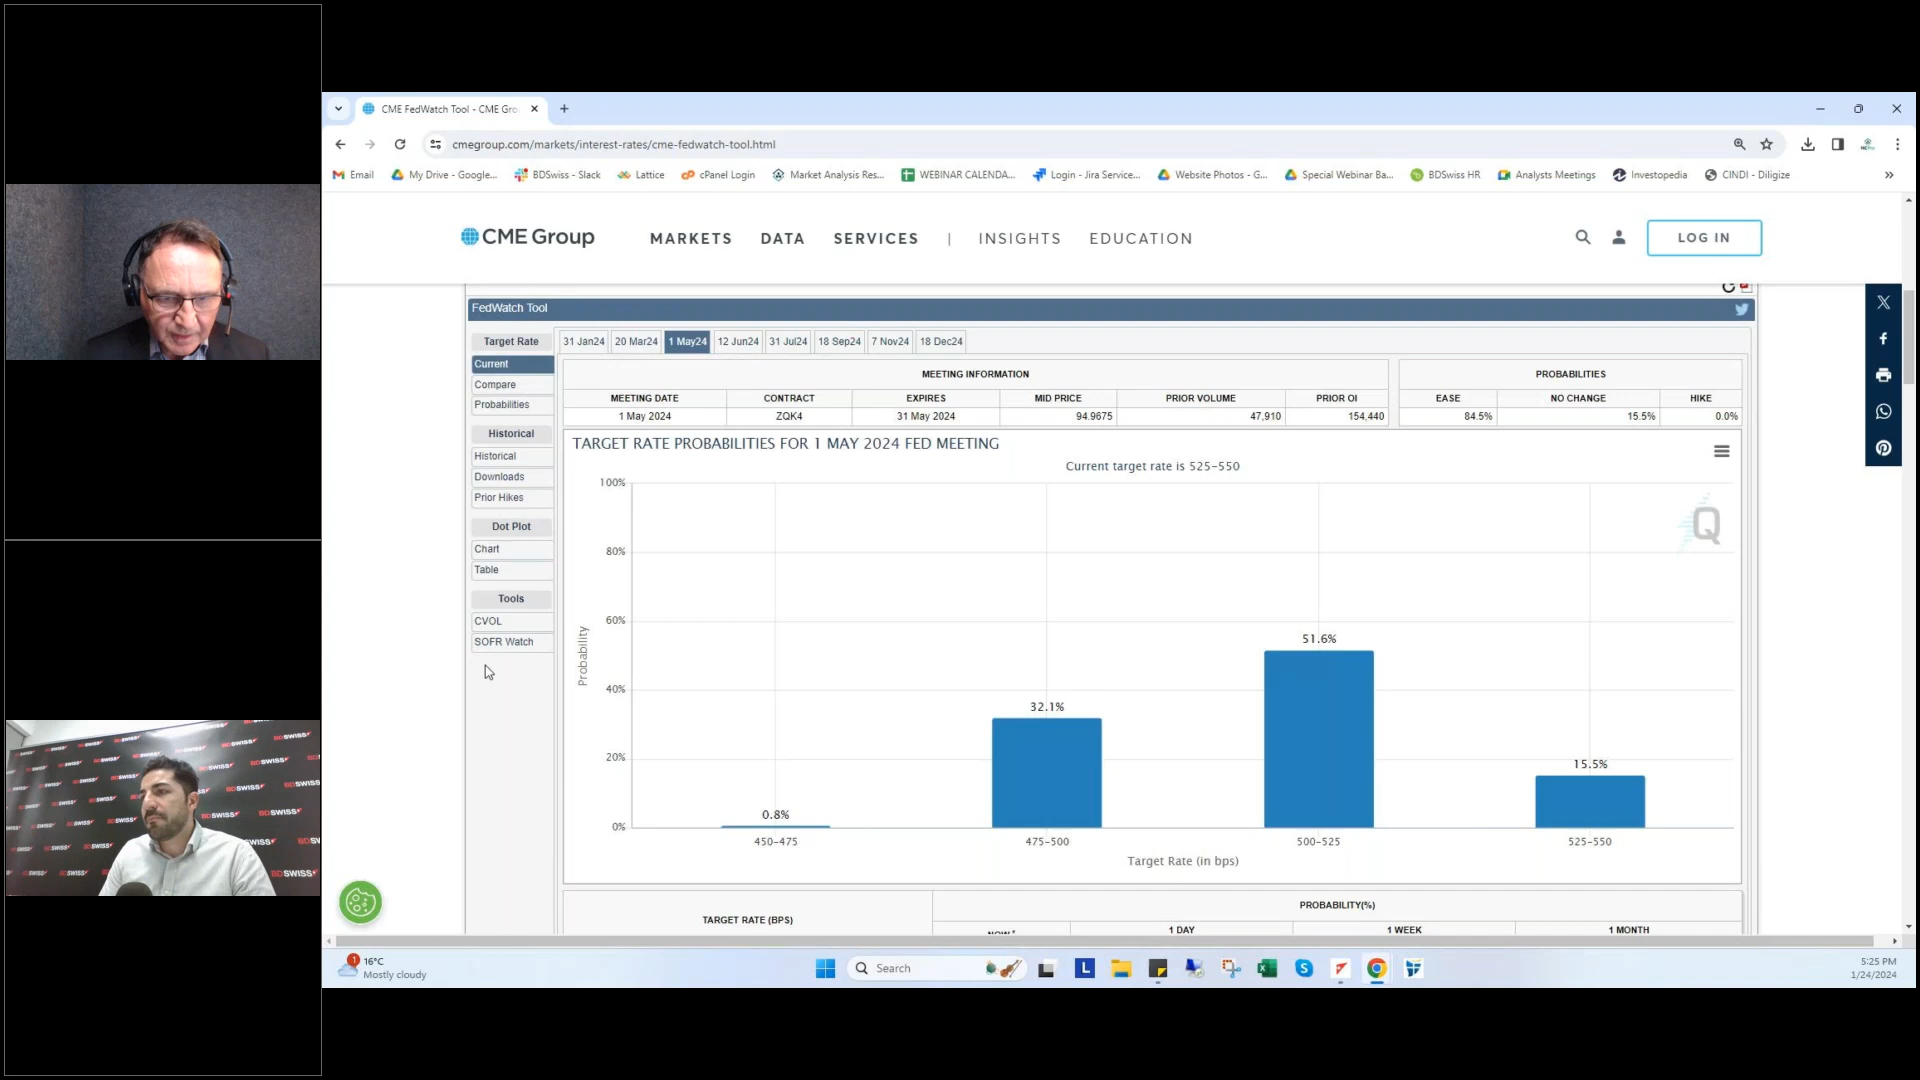 CME FedWatch Tool - CME Gro
cmegroup.com/markets/interest-rates/cme-fedwatch-tool.html
Email
My Drive - Google...
BDSwiss - Slack
Lattice
cPanel Login
Market Analysis Res...
WEBINAR CALENDA...
Login - Jira Service...
Website Photos - G...
Special Webinar Ba...
BDSwiss HR
Analysts Meetings
Investopedia
CINDI - Diligize
CME Group
MARKETS DATA SERVICES | INSIGHTS EDUCATION
LOG IN
FedWatch Tool
Target Rate
Current
Compare
Probabilities
Historical
Historical
Downloads
Prior Hikes
Dot Plot
Chart
Table
Tools
CVOL
SOFR Watch
31 Jan24 20 Mar24 1 May24 12 Jun24 31 Jul24 18 Sep24 7 Nov24 18 Dec24
MEETING INFORMATION
MEETING DATE CONTRACT EXPIRES MID PRICE PRIOR VOLUME PRIOR OI
1 May 2024 ZQK4 31 May 2024 94.9675 47,910 154,440
PROBABILITIES
EASE NO CHANGE HIKE
84.5% 15.5% 0.0%
TARGET RATE PROBABILITIES FOR 1 MAY 2024 FED MEETING
Current target rate is 525-550
Q
100%
80%
60%
40%
20%
0%
Probability
0.8%
32.1%
51.6%
15.5%
450-475
475-500
500-525
525-550
Target Rate (in bps)
TARGET RATE (BPS)
PROBABILITY(%)
NOW *
1 DAY
1 WEEK
1 MONTH
BDSWISS
1
16°C
Mostly cloudy
Search
L
5:25 PM
1/24/2024